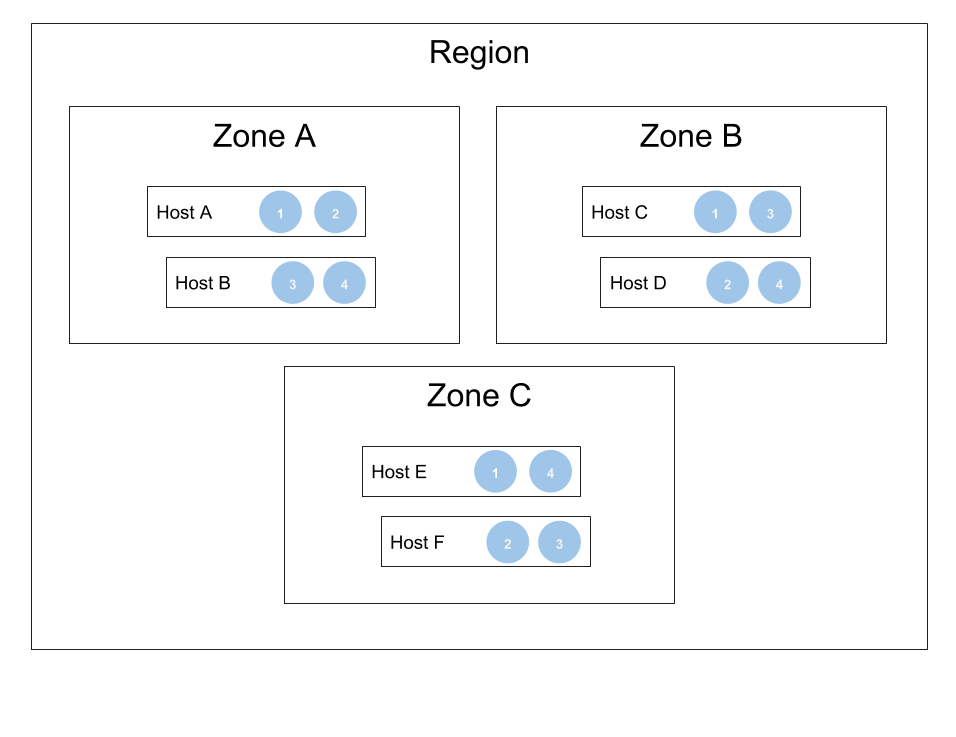 Region
Zone A
Host A 1 2
Host B 3 4
Zone B
Host C 1 3
Host D 2 4
Zone C
Host E 1 4
Host F 2 3